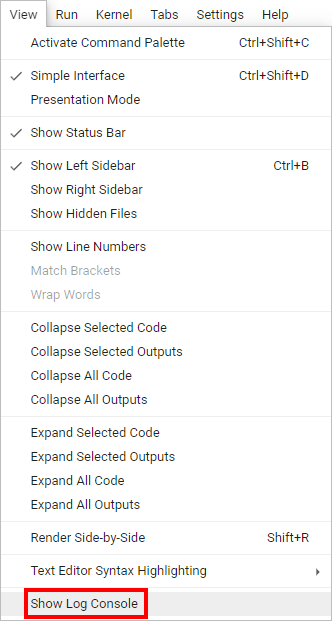 View Run Kernel Tabs Settings Help
Activate Command Palette Ctrl+Shift+C
Simple Interface Ctrl+Shift+D
Presentation Mode
Show Status Bar
Show Left Sidebar Ctrl+B
Show Right Sidebar
Show Hidden Files
Show Line Numbers
Match Brackets
Wrap Words
Collapse Selected Code
Collapse Selected Outputs
Collapse All Code
Collapse All Outputs
Expand Selected Code
Expand Selected Outputs
Expand All Code
Expand All Outputs
Render Side-by-Side Shift+R
Text Editor Syntax Highlighting
Show Log Console